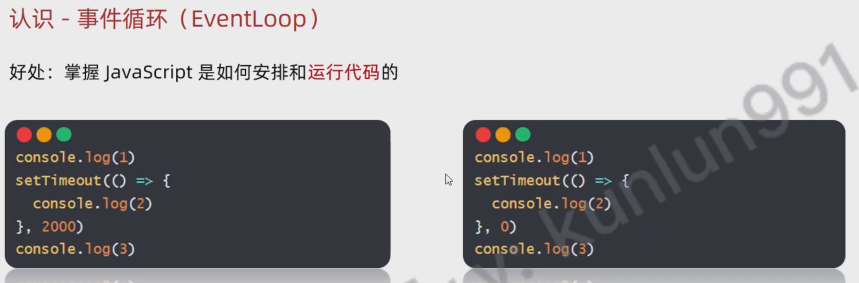 认识 - 事件循环（EventLoop）
好处：掌握 JavaScript 是如何安排和运行代码的
console.log(1)
setTimeout(() => {
  console.log(2)
}, 2000)
console.log(3)
console.log(1)
setTimeout(() => {
  console.log(2)
}, 0)
console.log(3)
kunlun991